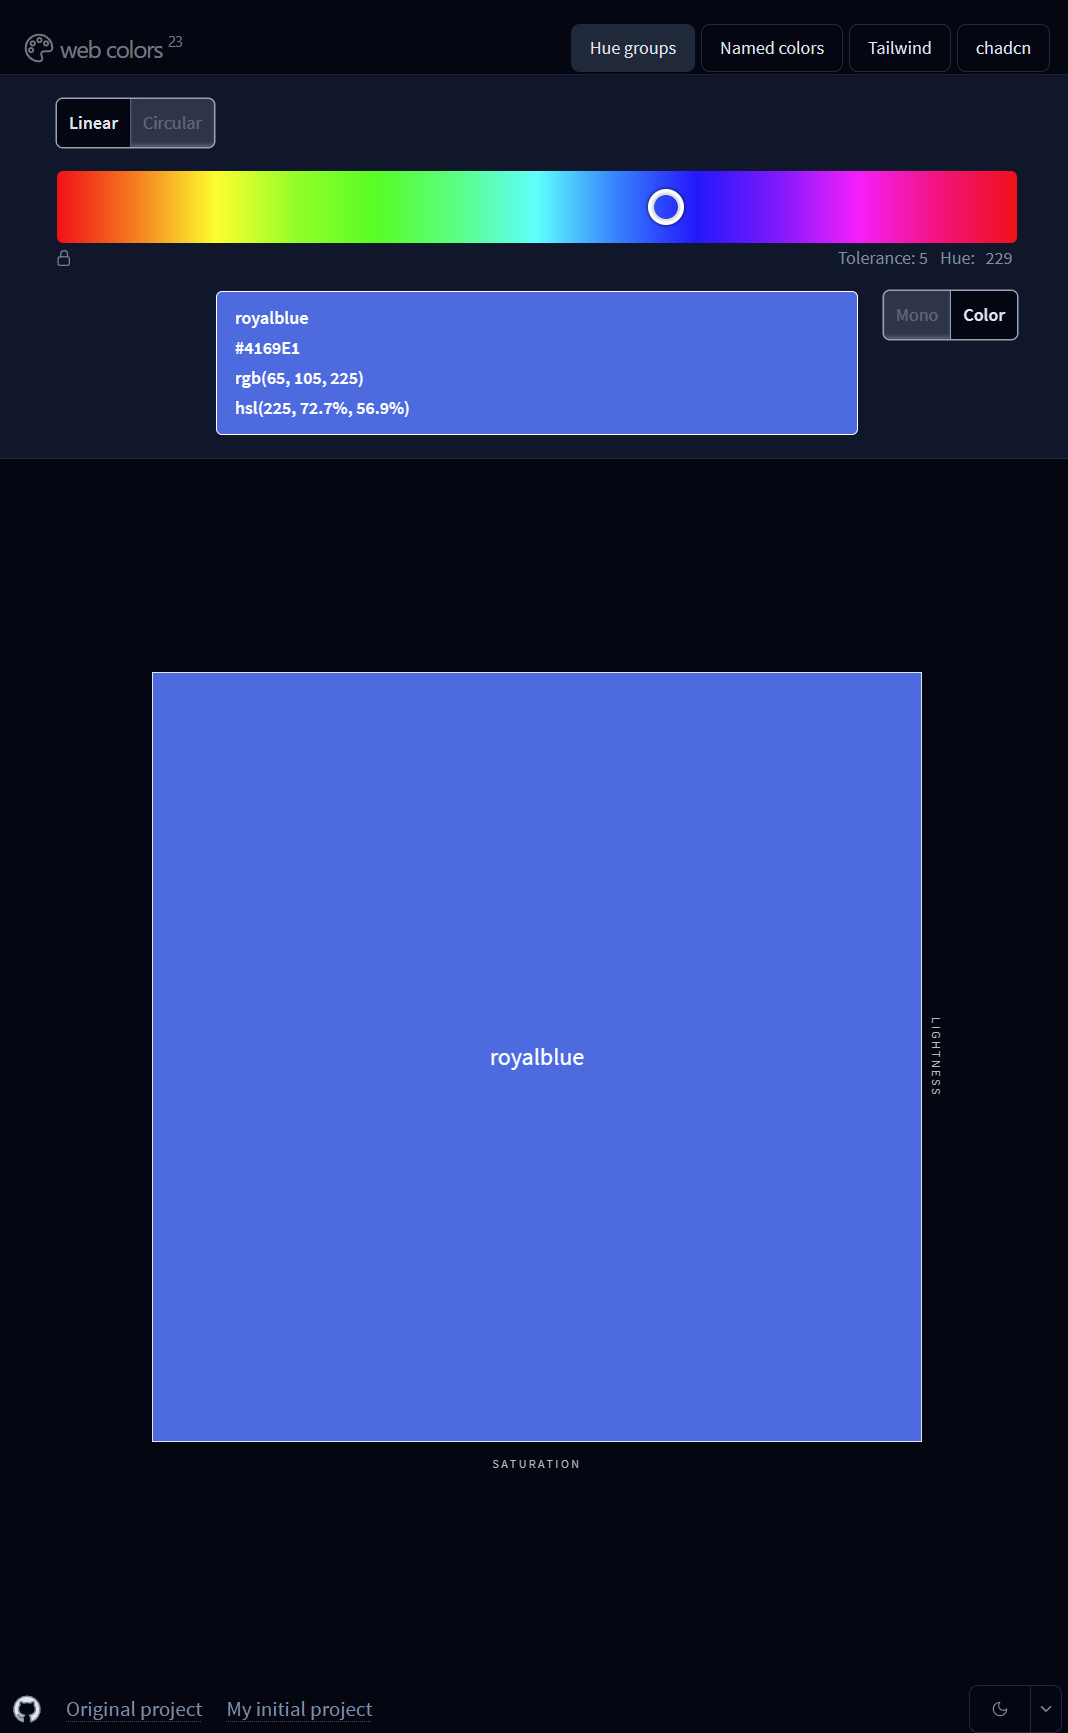 web colors 23
Hue groups
Named colors
Tailwind
chadcn
Linear
Circular
Tolerance: 5 Hue: 229
royalblue
#4169E1
rgb(65, 105, 225)
hsl(225, 72.7%, 56.9%)
Mono
Color
royalblue
LIGHTNESS
SATURATION
Original project
My initial project